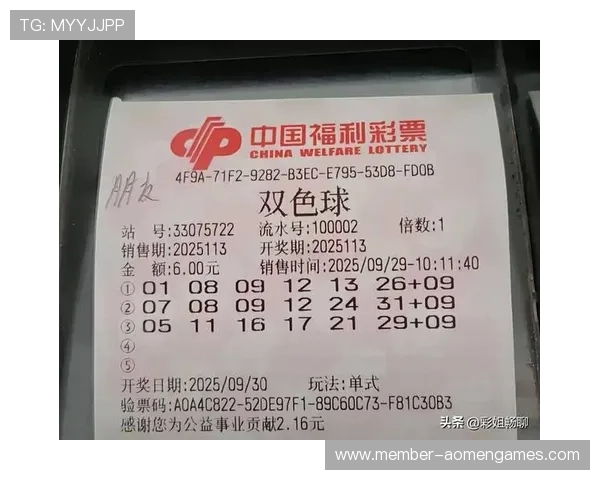 TG: MYYJJPP
中国福利彩票
CHINA WELFARE LOTTERY
4F9A-71F2-9282-B3EC-E795-53D8-FD0B
朋友
双色球
站 号:33075722 流水号:100002 倍数:1
销售期:2025113 开奖期:2025113
金 额:6.00元 销售时间:2025/09/29-10:11:40
① 01 08 09 12 13 26+09
② 07 08 09 12 24 31+09
③ 05 11 16 17 21 29+09
④
⑤
开奖日期:2025/09/30 玩法:单式
验票码:A0A4C822-52DE97F1-89C60C73-F81C30B3
感谢您为公益事业贡献2.16元
头条 @彩姐畅聊
www.member-aomengames.com